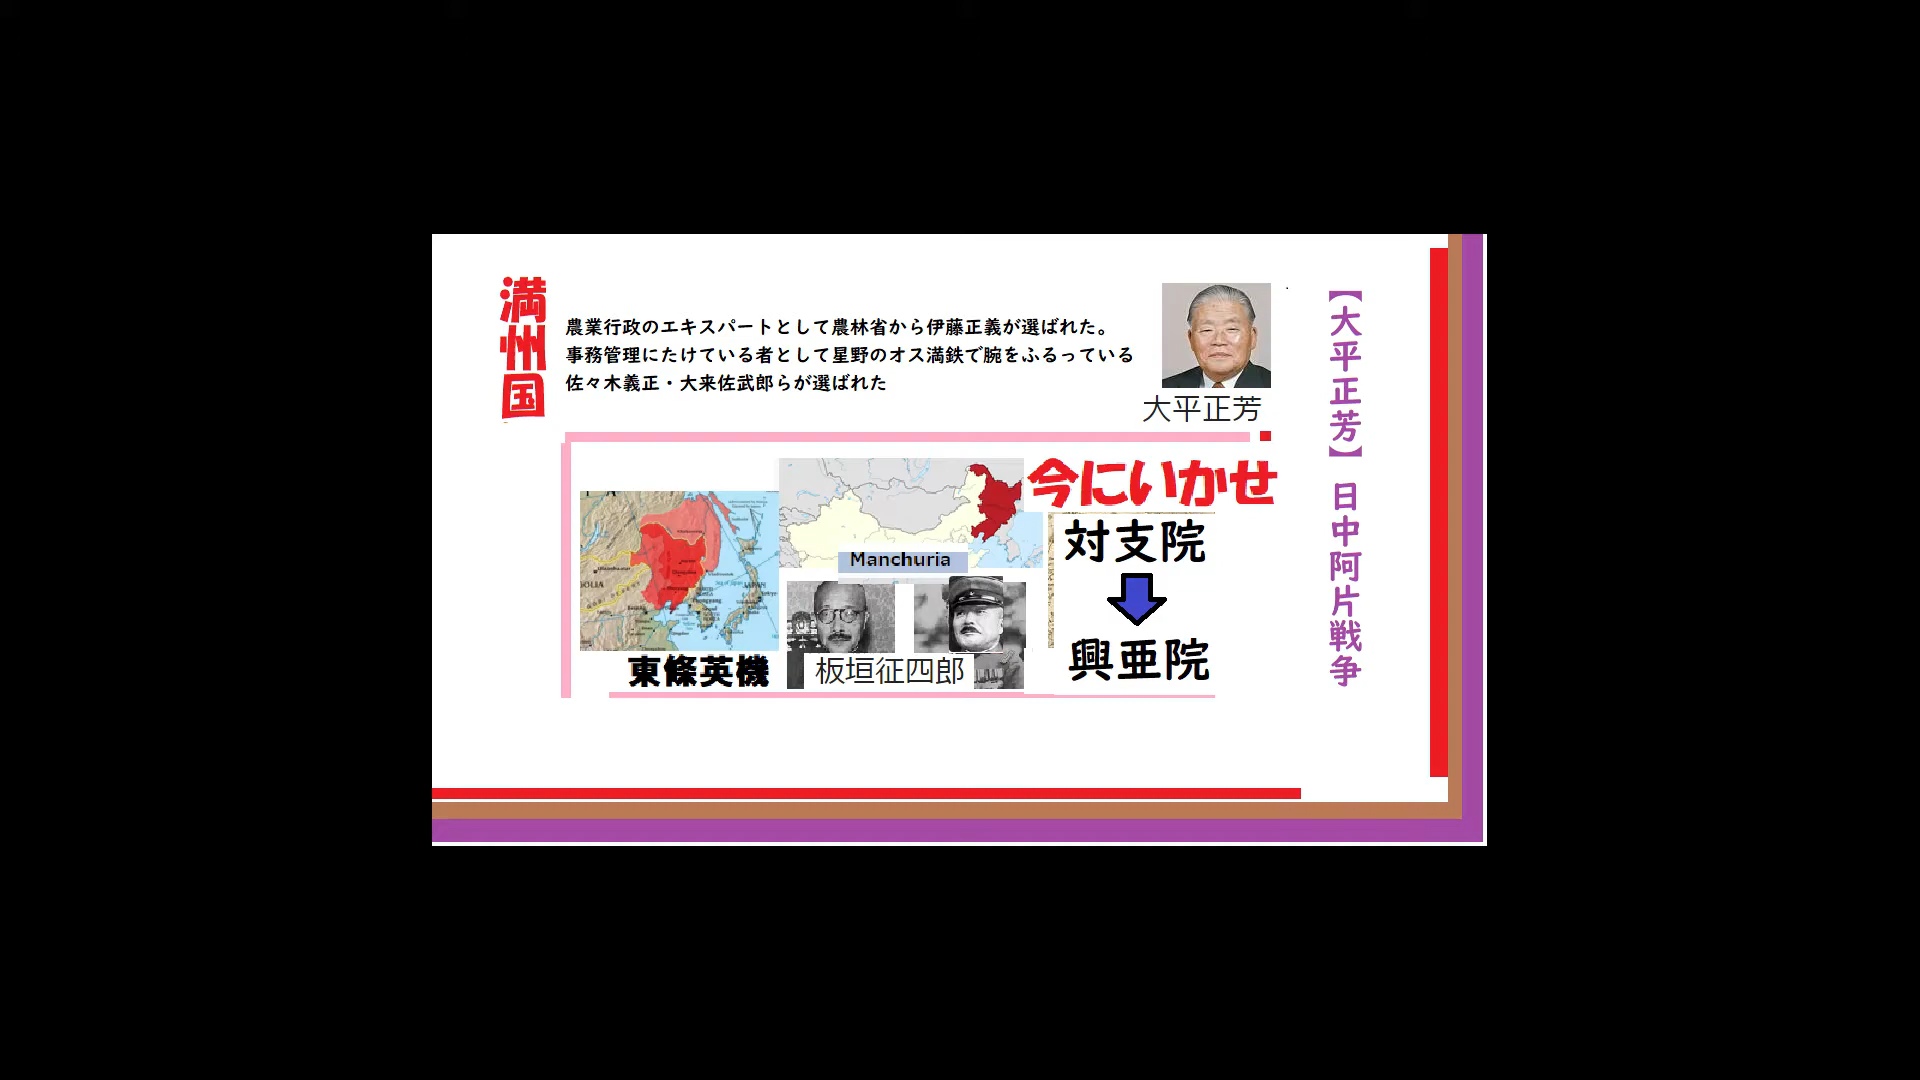 【大平正芳】日中阿片戦争
満州国
農業行政のエキスパートとして農林省から伊藤正義が選ばれた。
事務管理にたけている者として星野のオス満鉄で腕をふるっている
佐々木義正・大来佐武郎らが選ばれた
大平正芳
今にいかせ
対支院
興亜院
Manchuria
東條英機
板垣征四郎